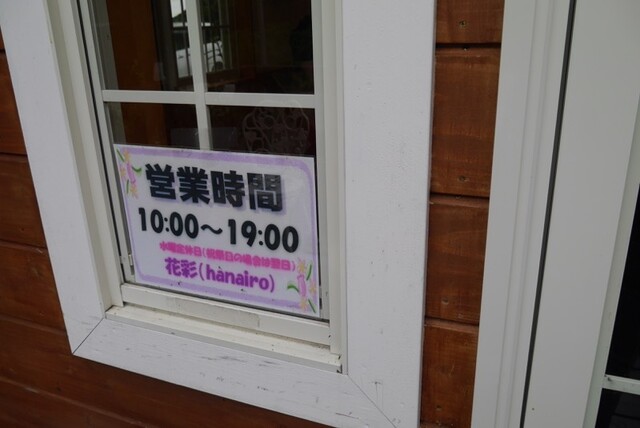 営業時間
10:00～19:00
水曜定休日(祝祭日の場合は翌日)
花彩(hanairo)